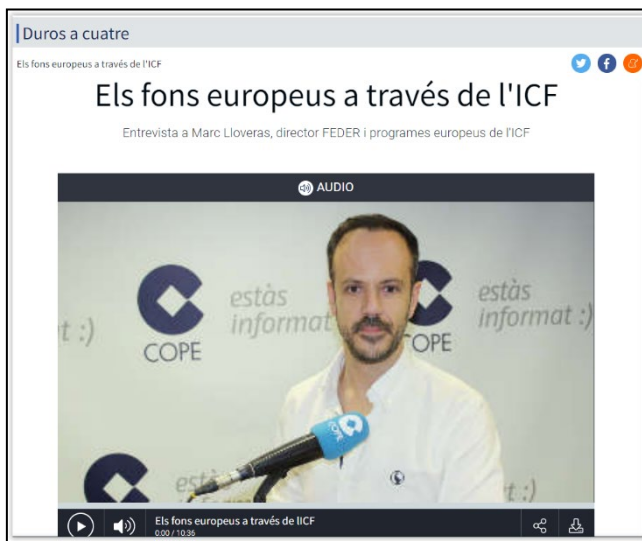 Duros a cuatre
Els fons europeus a través de l'ICF
Els fons europeus a través de l'ICF
Entrevista a Marc Lloveras, director FEDER i programes europeus de l'ICF
AUDIO
estàs
informat
COPE
t :)
estàs
informat :)
OPE
COPE
està
t :)
Els fons europeus a través de lICF
0:00 / 10:36